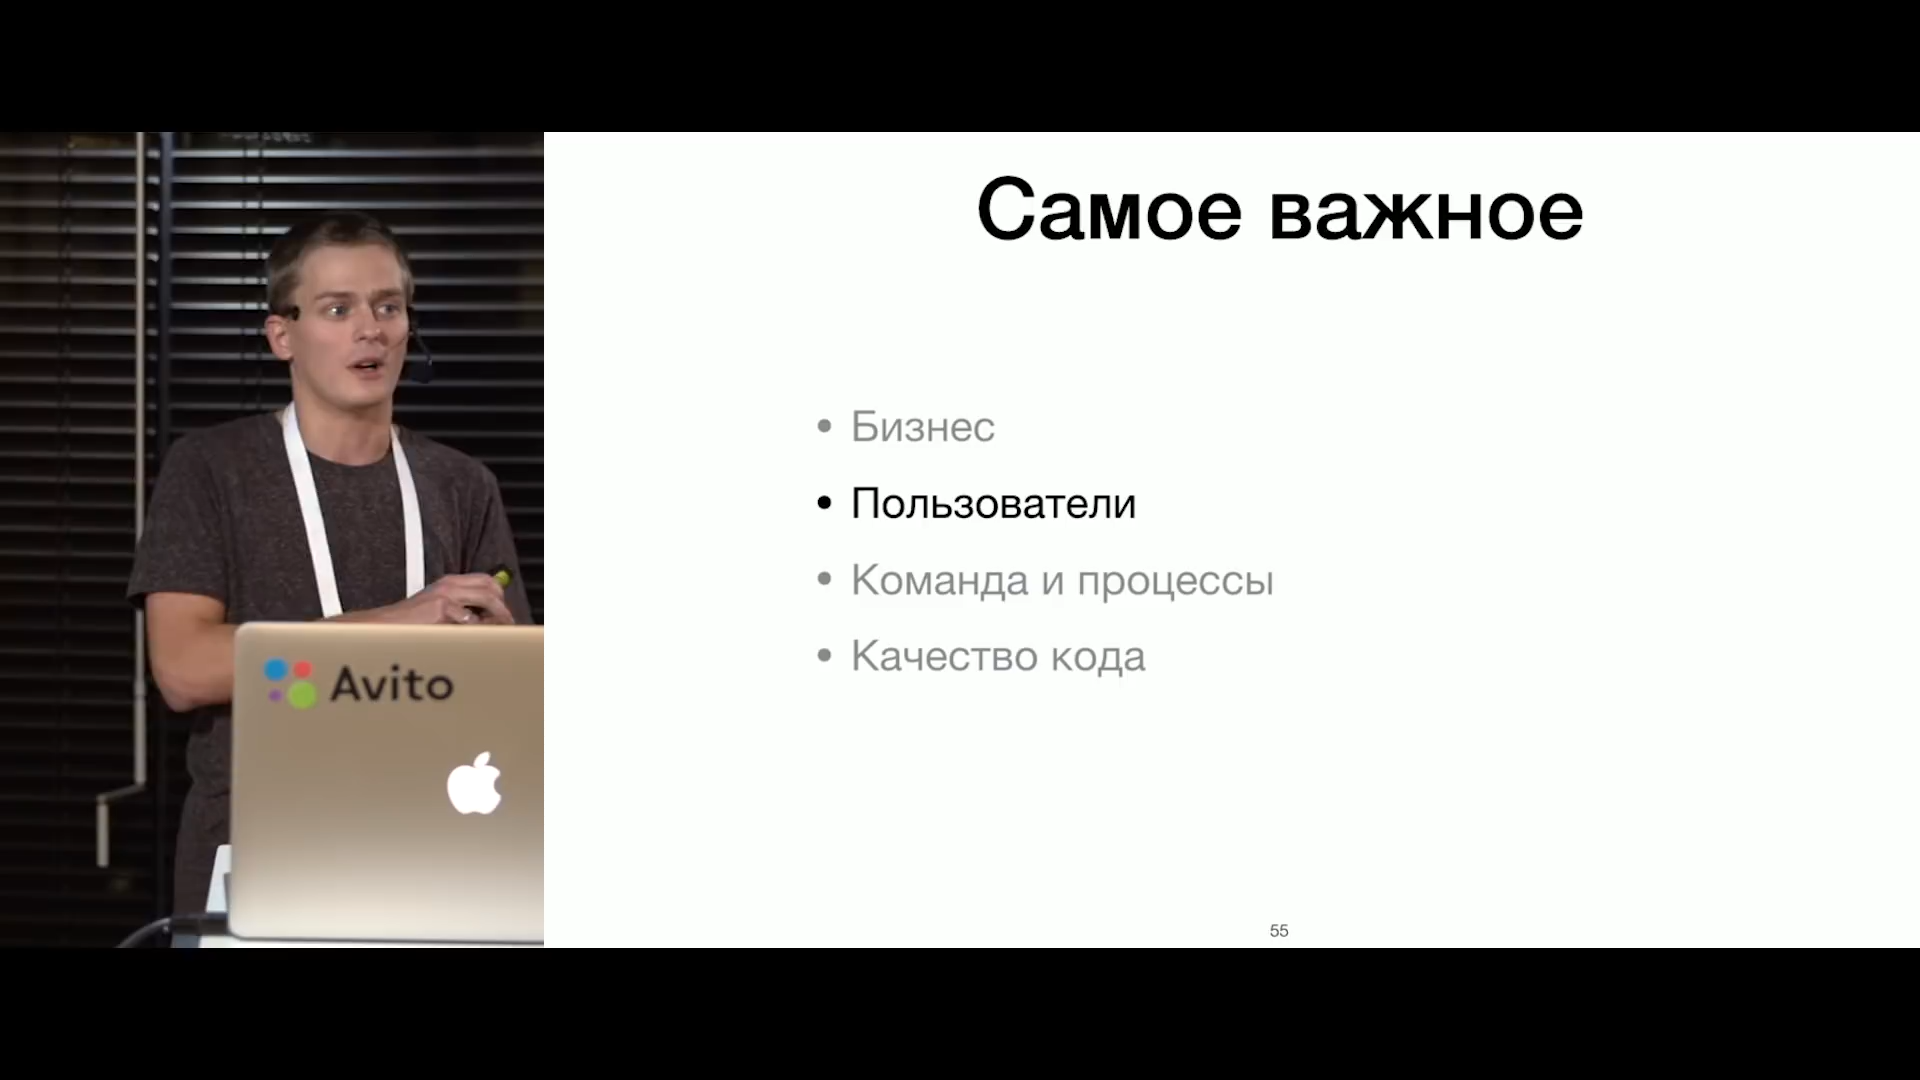 Самое важное
• Бизнес
• Пользователи
• Команда и процессы
• Качество кода
Avito
55